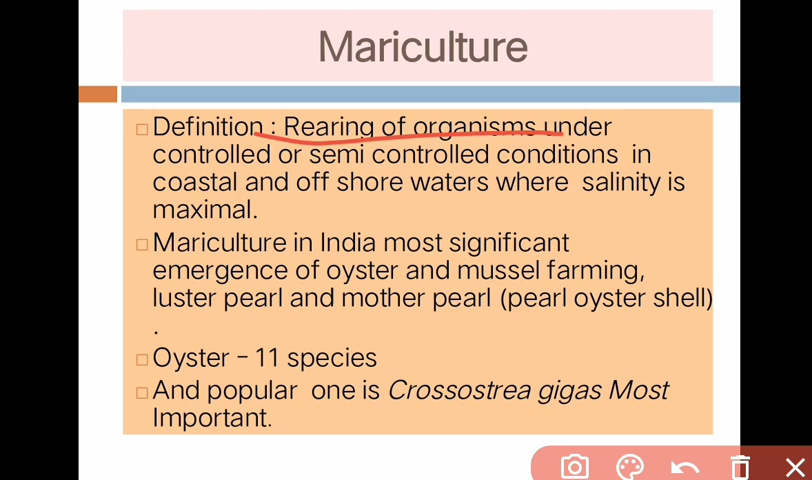 Mariculture
Definition : Rearing of organisms under
controlled or semi controlled conditions in
coastal and off shore waters where salinity is
maximal.
Mariculture in India most significant
emergence of oyster and mussel farming,
luster pearl and mother pearl (pearl oyster shell)
.
Oyster – 11 species
And popular one is Crossostrea gigas Most
Important.